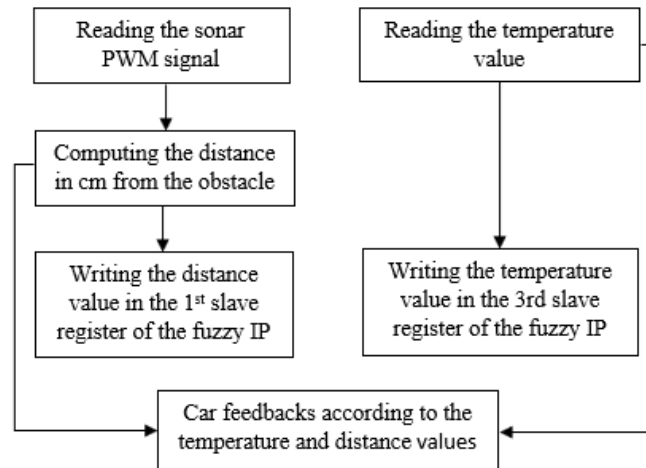 Reading the sonar
PWM signal
Reading the temperature
value
Computing the distance
in cm from the obstacle
Writing the distance
value in the 1st slave
register of the fuzzy IP
Writing the temperature
value in the 3rd slave
register of the fuzzy IP
Car feedbacks according to the
temperature and distance values